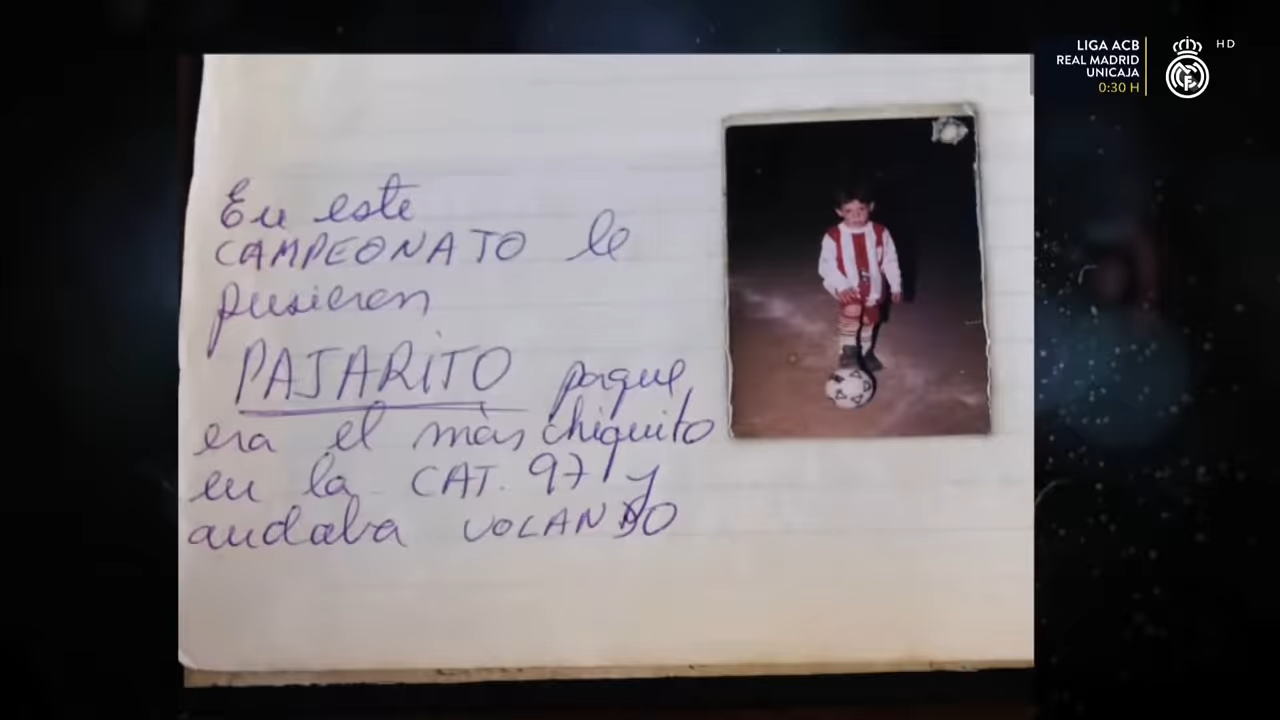 En este
CAMPEONATO le
pusieron
PAJARITO porque
era el más chiquito
en la CAT. 97 y
andaba VOLANDO
LIGA ACB
REAL MADRID
UNICAJA
0:30 H
HD